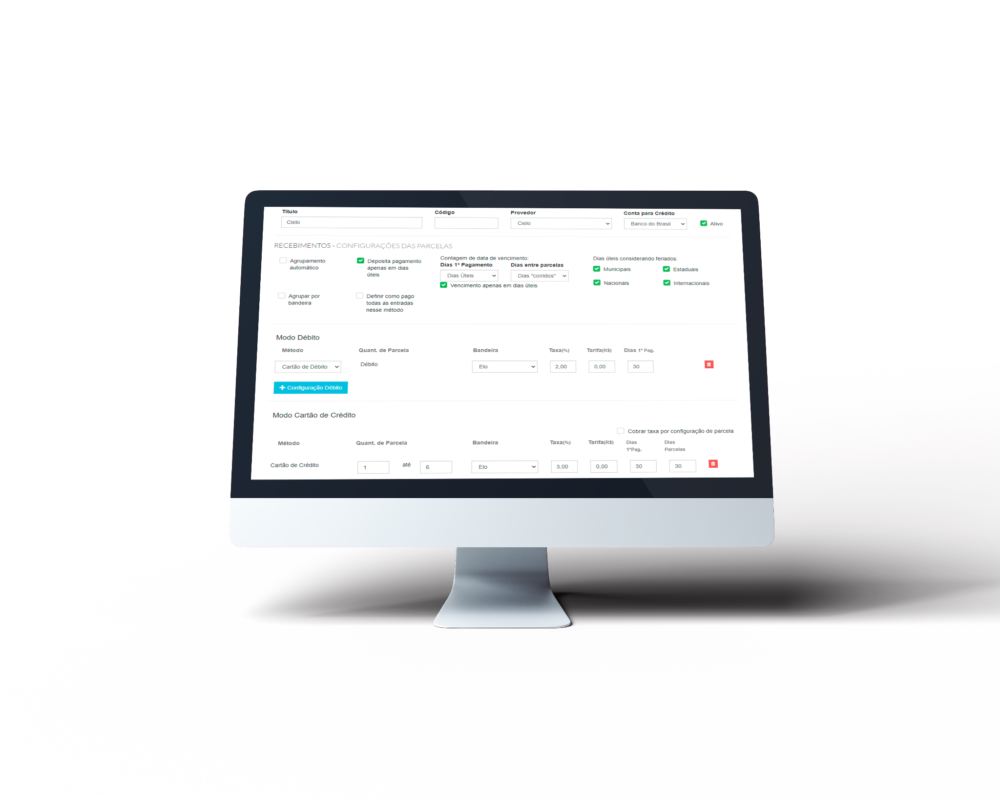 Título Código Provedor Conta para Crédito
Cielo Cielo Banco do Brasil Ativo
RECEBIMENTOS - CONFIGURAÇÕES DAS PARCELAS
Agrupamento
automático
Deposita pagamento
apenas em dias
úteis
Contagem de data de vencimento:
Dias 1º Pagamento Dias entre parcelas
Dias Úteis Dias "corridos"
Vencimento apenas em dias úteis
Dias úteis considerando feriados:
Municipais Estaduais
Nacionais Internacionais
Agrupar por
bandeira
Definir como pago
todas as entradas
nesse método
Modo Débito
Método Quant. de Parcela Bandeira Taxa(%) Tarifa(R$) Dias 1º Pag.
Cartão de Débito Débito Elo 2,00 0,00 30
Configuração Débito
Modo Cartão de Crédito
Cobrar taxa por configuração de parcela
Método Quant. de Parcela Bandeira Taxa(%) Tarifa(R$) Dias
1ºPag.
Dias
Parcelas
Cartão de Crédito 1 até 6 Elo 3,00 0,00 30 30